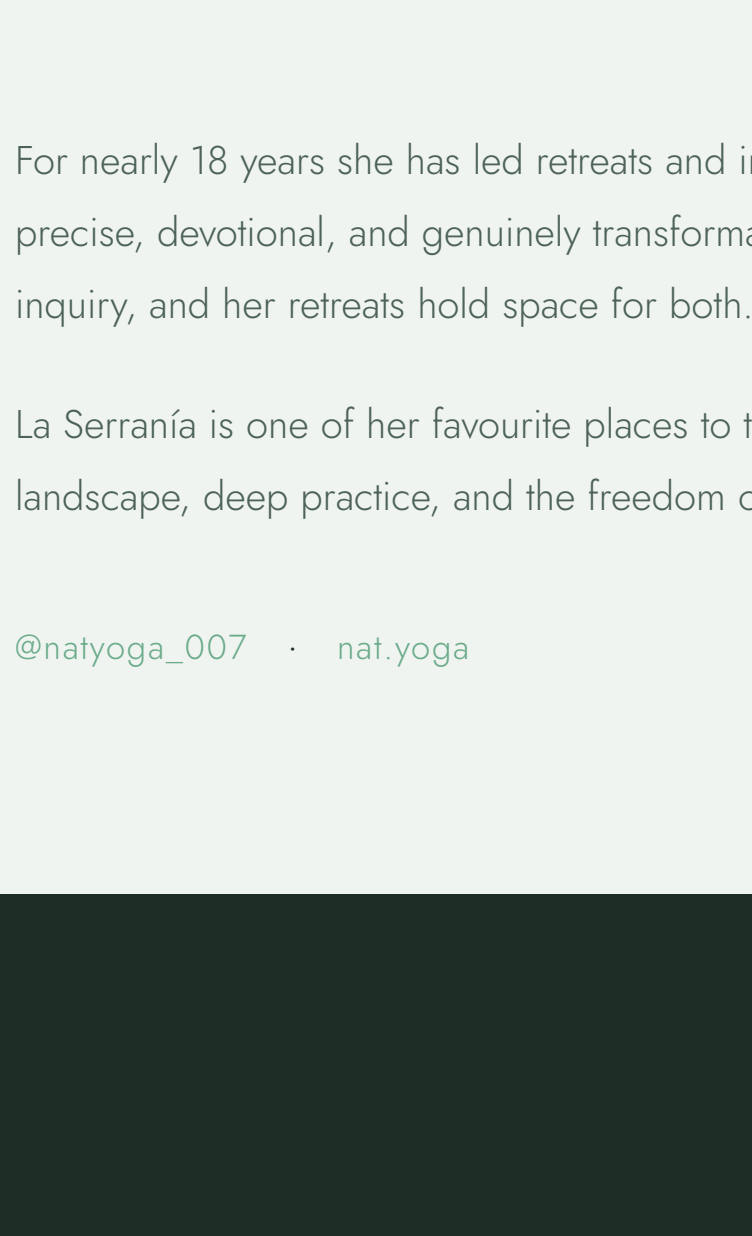 For nearly 18 years she has led retreats and
precise, devotional, and genuinely
inquiry, and her retreats hold space for both.
La Serranía is one of her favourite places to
landscape, deep practice, and the freedom
@natyoga_007 · nat.yoga